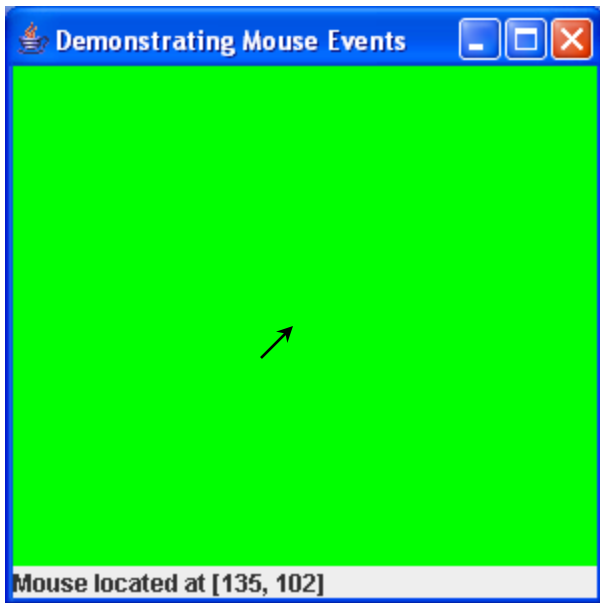 Demonstrating Mouse Events
Mouse located at [135, 102]